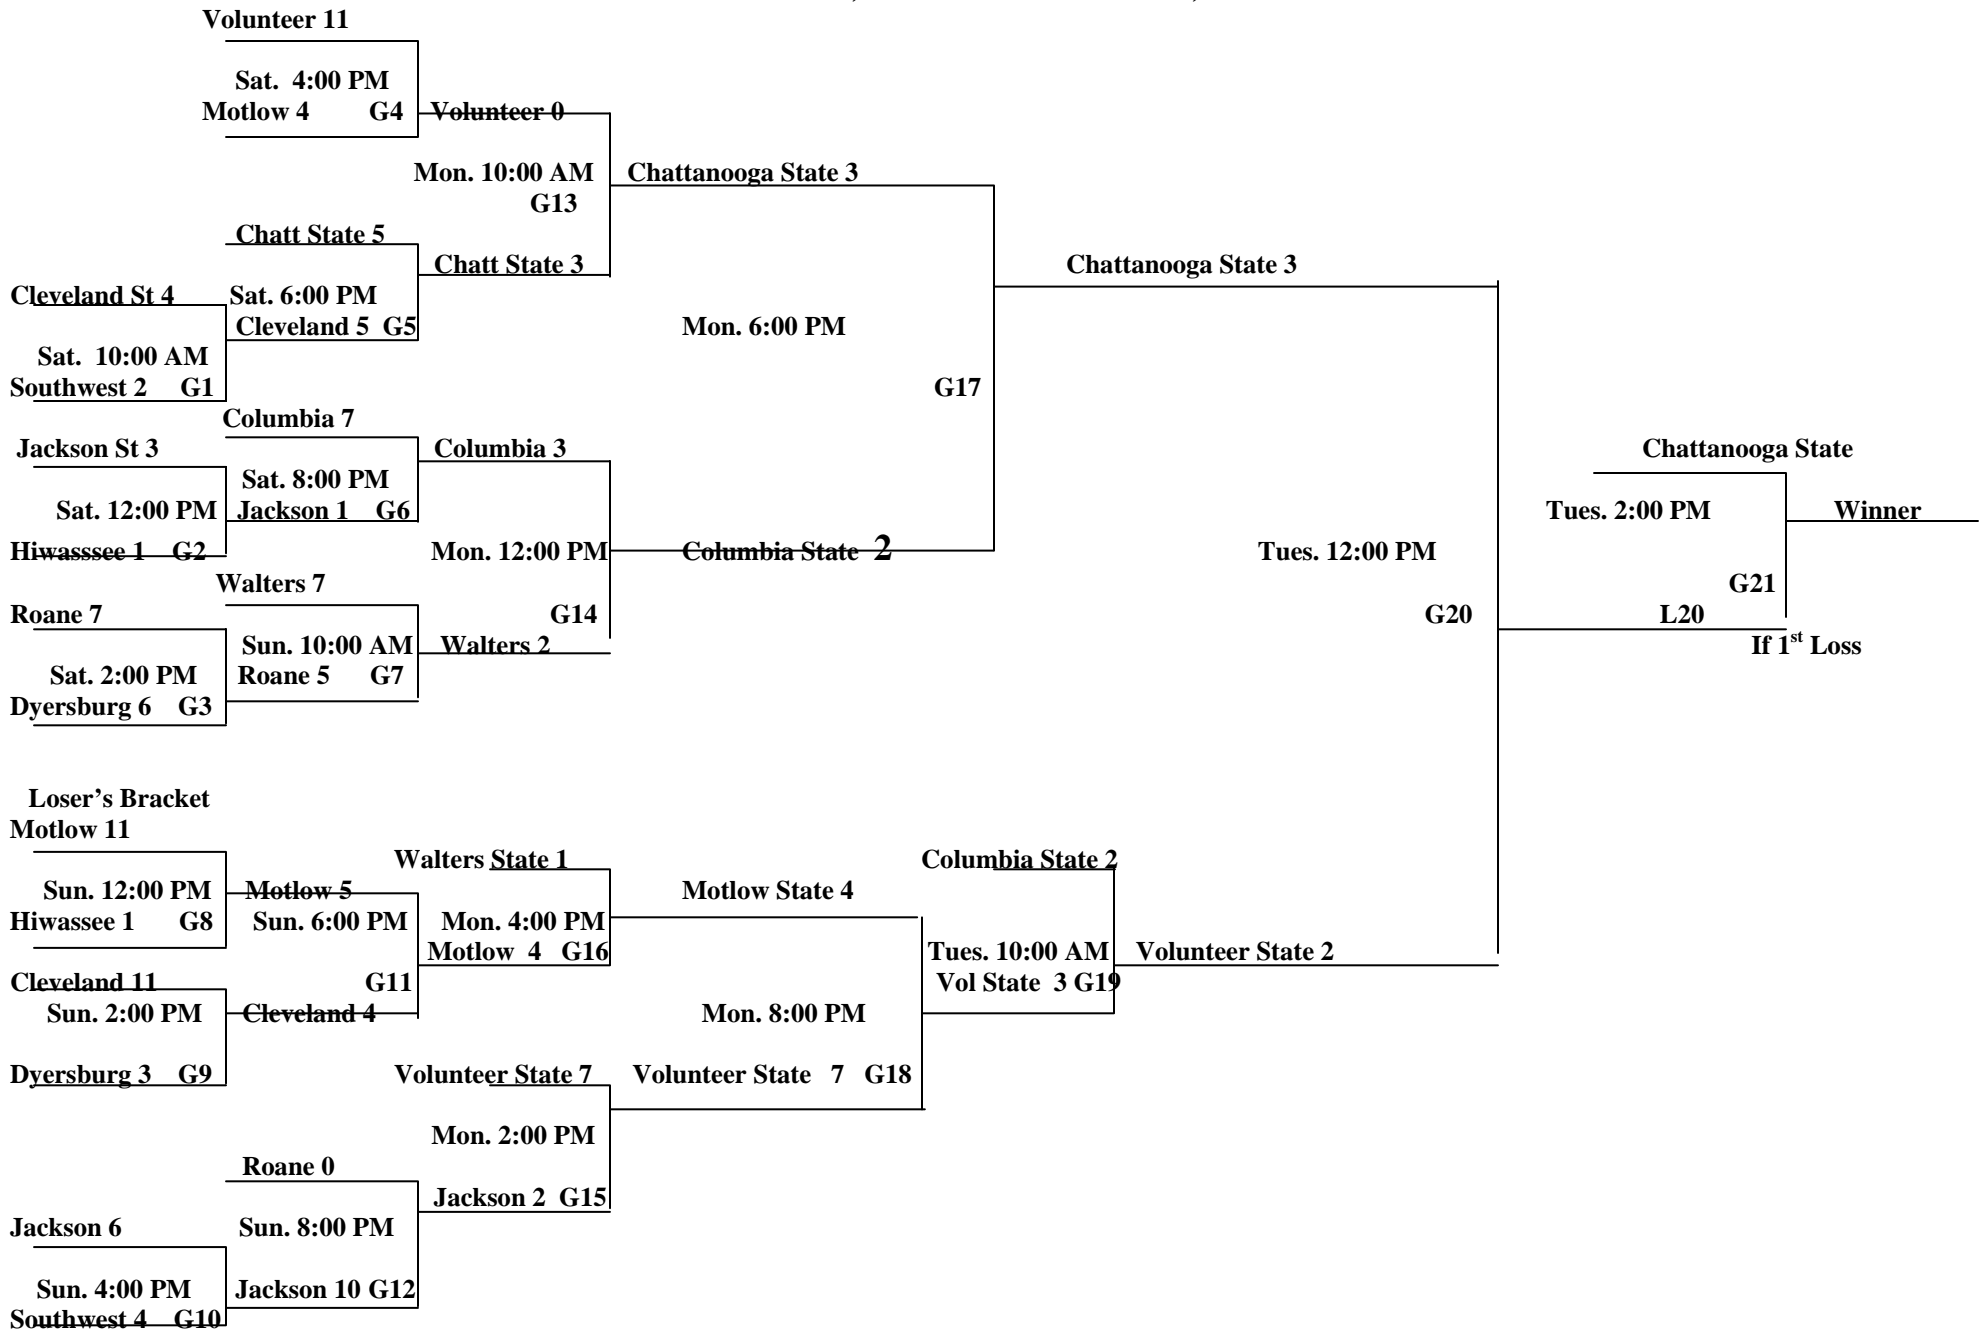 Volunteer 11
Sat. 4:00 PM
Motlow 4 G4 Volunteer 0
Mon. 10:00 AM Chattanooga State 3
G13
Chatt State 5
Chatt State 3 Chattanooga State 3
Cleveland St 4 Sat. 6:00 PM
Cleveland 5 G5 Mon. 6:00 PM
Sat. 10:00 AM
Southwest 2 G1 G17
Columbia 7
Jackson St 3 Columbia 3 Chattanooga State
Sat. 8:00 PM
Sat. 12:00 PM Jackson 1 G6 Tues. 2:00 PM Winner
Hiwasssee 1 G2 Mon. 12:00 PM Columbia State 2 Tues. 12:00 PM
Walters 7 G21
Roane 7 G14 G20 L20
Sun. 10:00 AM Walters 2 If 1st Loss
Sat. 2:00 PM Roane 5 G7
Dyersburg 6 G3
Loser’s Bracket
Motlow 11
Walters State 1 Columbia State 2
Sun. 12:00 PM Motlow 5 Motlow State 4
Hiwassee 1 G8 Sun. 6:00 PM Mon. 4:00 PM
Motlow 4 G16 Tues. 10:00 AM Volunteer State 2
Cleveland 11 G11 Vol State 3 G19
Sun. 2:00 PM Cleveland 4 Mon. 8:00 PM
Dyersburg 3 G9 Volunteer State 7 Volunteer State 7 G18
Mon. 2:00 PM
Roane 0
Jackson 2 G15
Jackson 6 Sun. 8:00 PM
Sun. 4:00 PM Jackson 10 G12
Southwest 4 G10